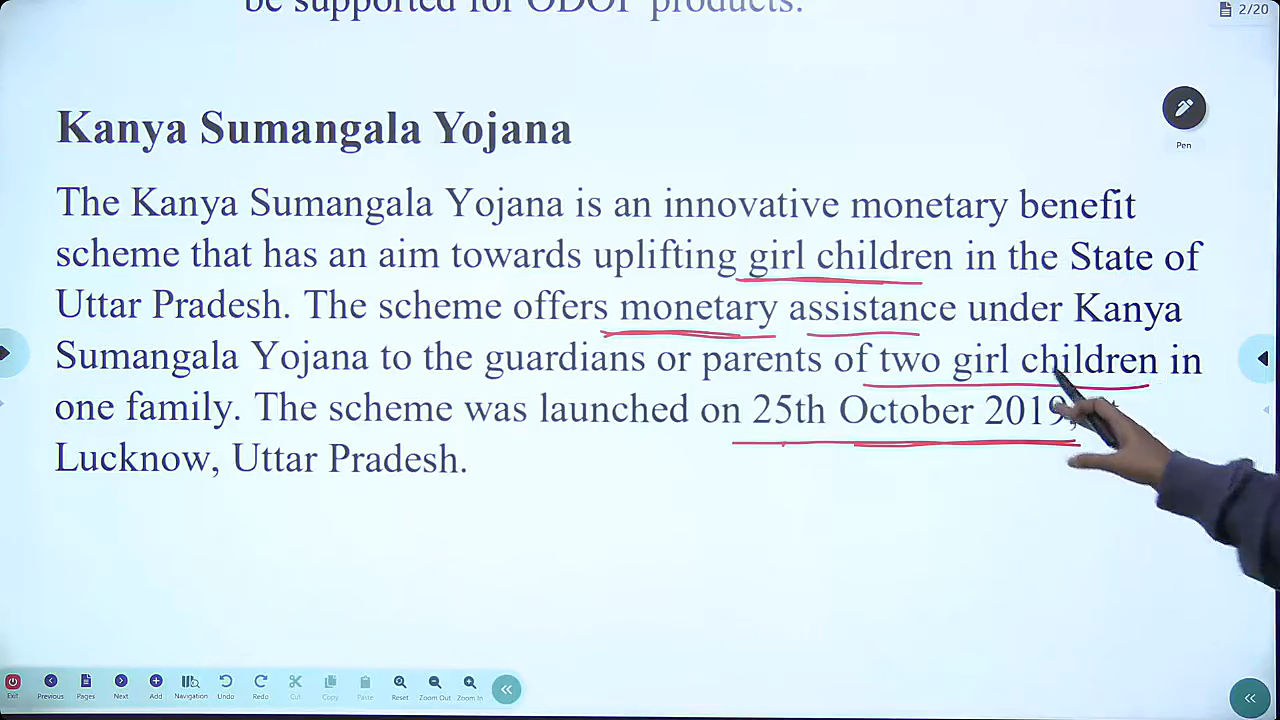 be supported for ODOP products.
2/20
Kanya Sumangala Yojana
Pen
The Kanya Sumangala Yojana is an innovative monetary benefit
scheme that has an aim towards uplifting girl children in the State of
Uttar Pradesh. The scheme offers monetary assistance under Kanya
Sumangala Yojana to the guardians or parents of two girl children in
one family. The scheme was launched on 25th October 2019,
Lucknow, Uttar Pradesh.
Exit Previous Pages Next Add Navigation Undo Redo Cut Copy Paste Reset Zoom Out Zoom In